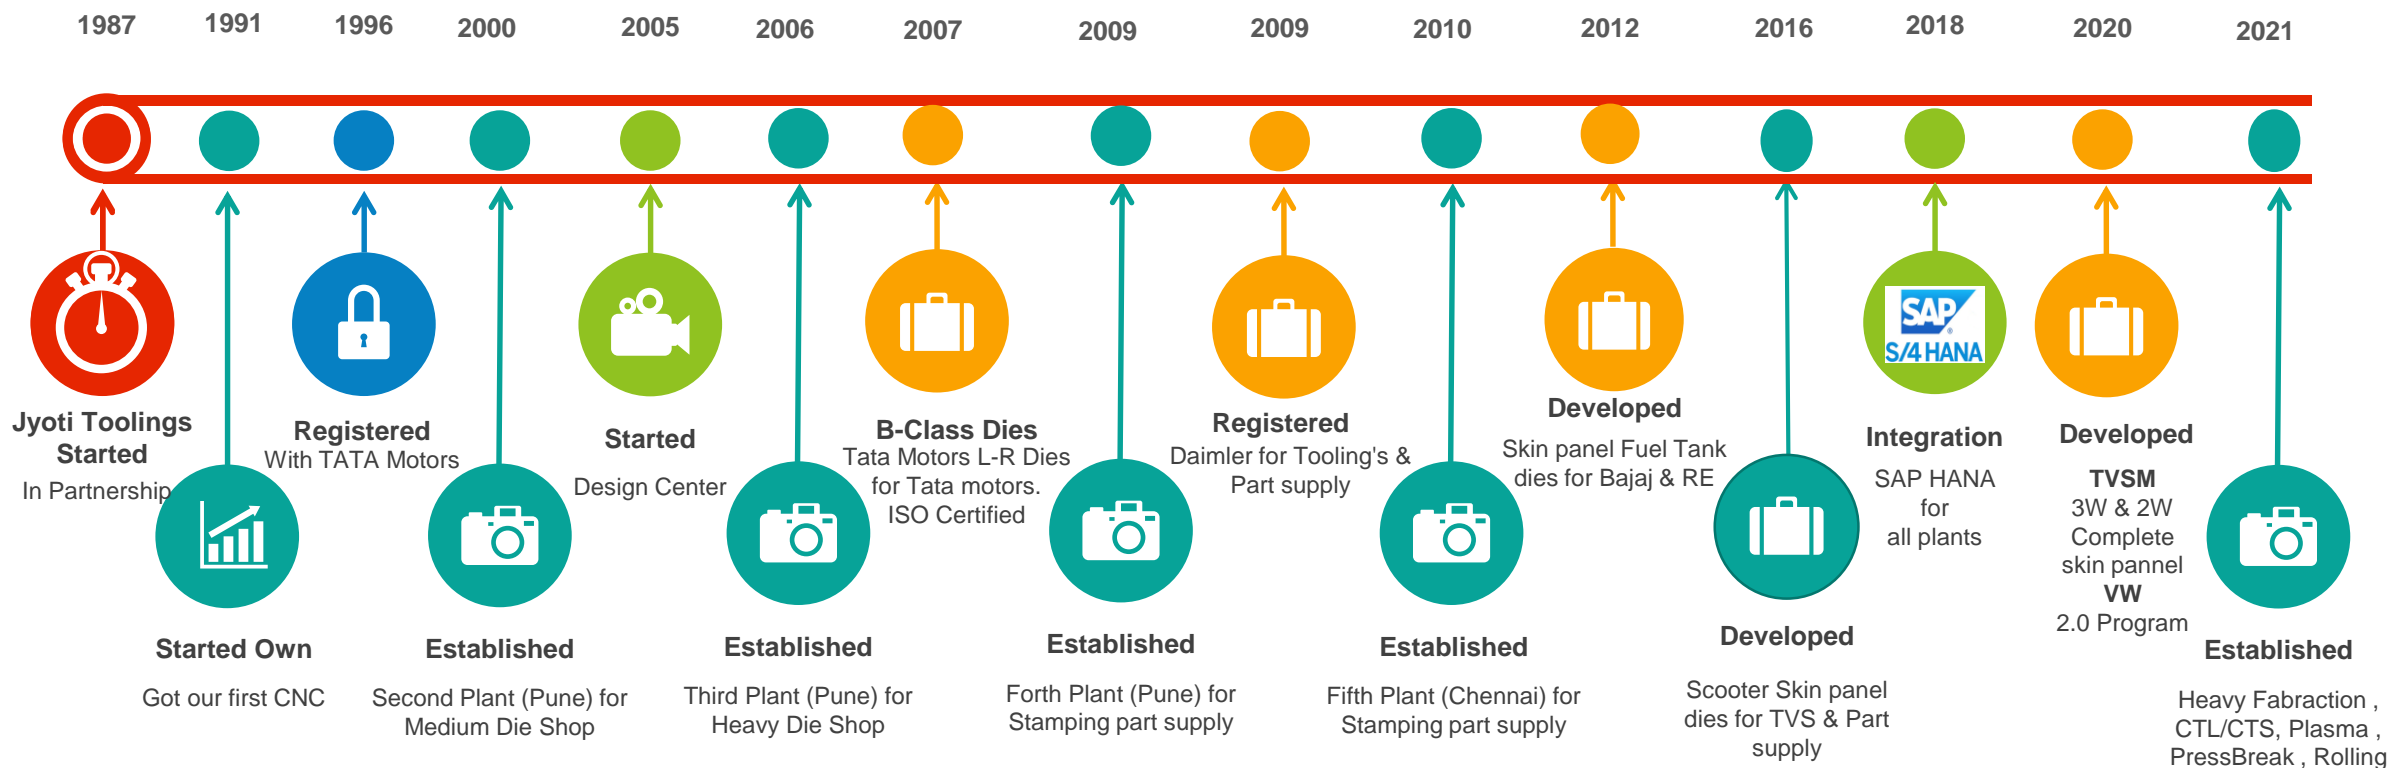 1987
1991
1996
2000
2005
2006
2007
2009
2009
2010
2012
2016
2018
2020
2021
Jyoti Toolings
Started
In Partnership
Started Own
Got our first CNC
Registered
With TATA Motors
Established
Second Plant (Pune) for
Medium Die Shop
Started
Design Center
Established
Third Plant (Pune) for
Heavy Die Shop
B-Class Dies
Tata Motors L-R Dies
for Tata motors.
ISO Certified
Established
Forth Plant (Pune) for
Stamping part supply
Registered
Daimler for Tooling's &
Part supply
Established
Fifth Plant (Chennai) for
Stamping part supply
Developed
Skin panel Fuel Tank
dies for Bajaj & RE
Developed
Scooter Skin panel
dies for TVS & Part
supply
SAP
S/4 HANA
Integration
SAP HANA
for
all plants
Developed
TVSM
3W & 2W
Complete
skin pannel
VW
2.0 Program
Established
Heavy Fabraction ,
CTL/CTS, Plasma ,
PressBreak , Rolling